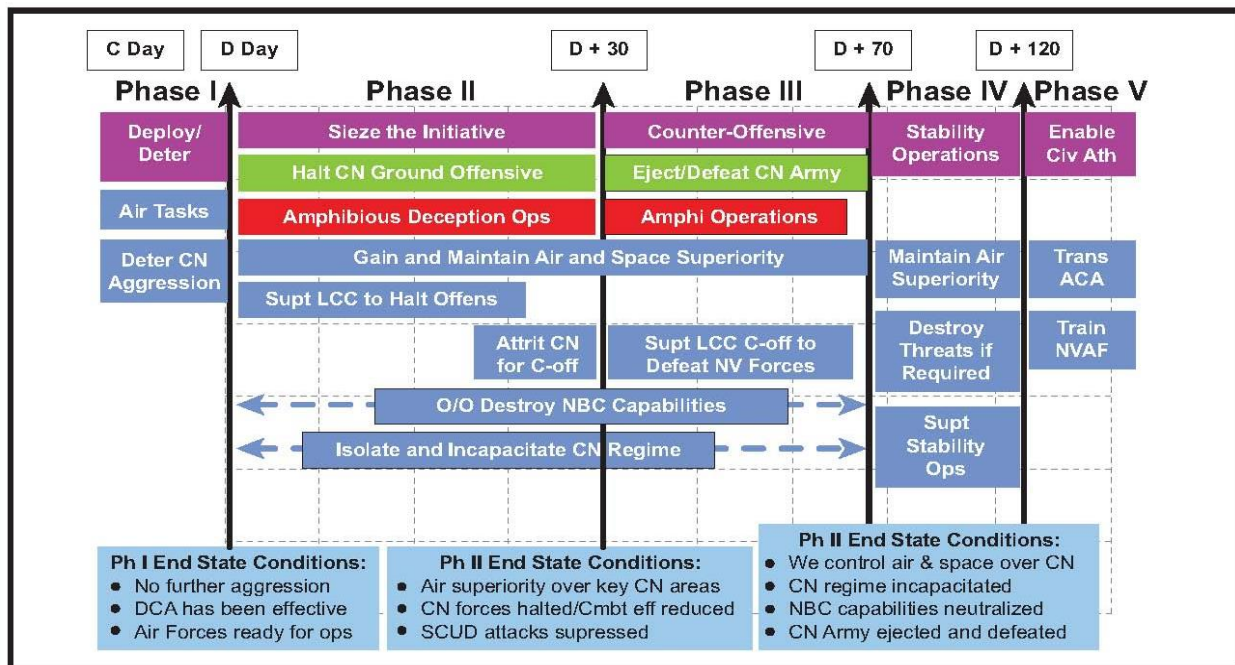 C Day
D Day
D + 30
D + 70
D + 120
Phase I
Phase II
Phase III
Phase IV
Phase V
Deploy/
Deter
Sieze the Initiative
Counter-Offensive
Stability
Operations
Enable
Civ Ath
Halt CN Ground Offensive
Eject/Defeat CN Army
Air Tasks
Amphibious Deception Ops
Amphi Operations
Deter CN
Aggression
Gain and Maintain Air and Space Superiority
Maintain Air
Superiority
Trans
ACA
Supt LCC to Halt Offens
Attrit CN
for C-off
Supt LCC C-off to
Defeat NV Forces
Destroy
Threats if
Required
Train
NVAF
O/O Destroy NBC Capabilities
Isolate and Incapacitate CN Regime
Supt
Stability
Ops
Ph I End State Conditions:
• No further aggression
• DCA has been effective
• Air Forces ready for ops
Ph II End State Conditions:
• Air superiority over key CN areas
• CN forces halted/Cmbt eff reduced
• SCUD attacks supressed
Ph II End State Conditions:
• We control air & space over CN
• CN regime incapacitated
• NBC capabilities neutralized
• CN Army ejected and defeated